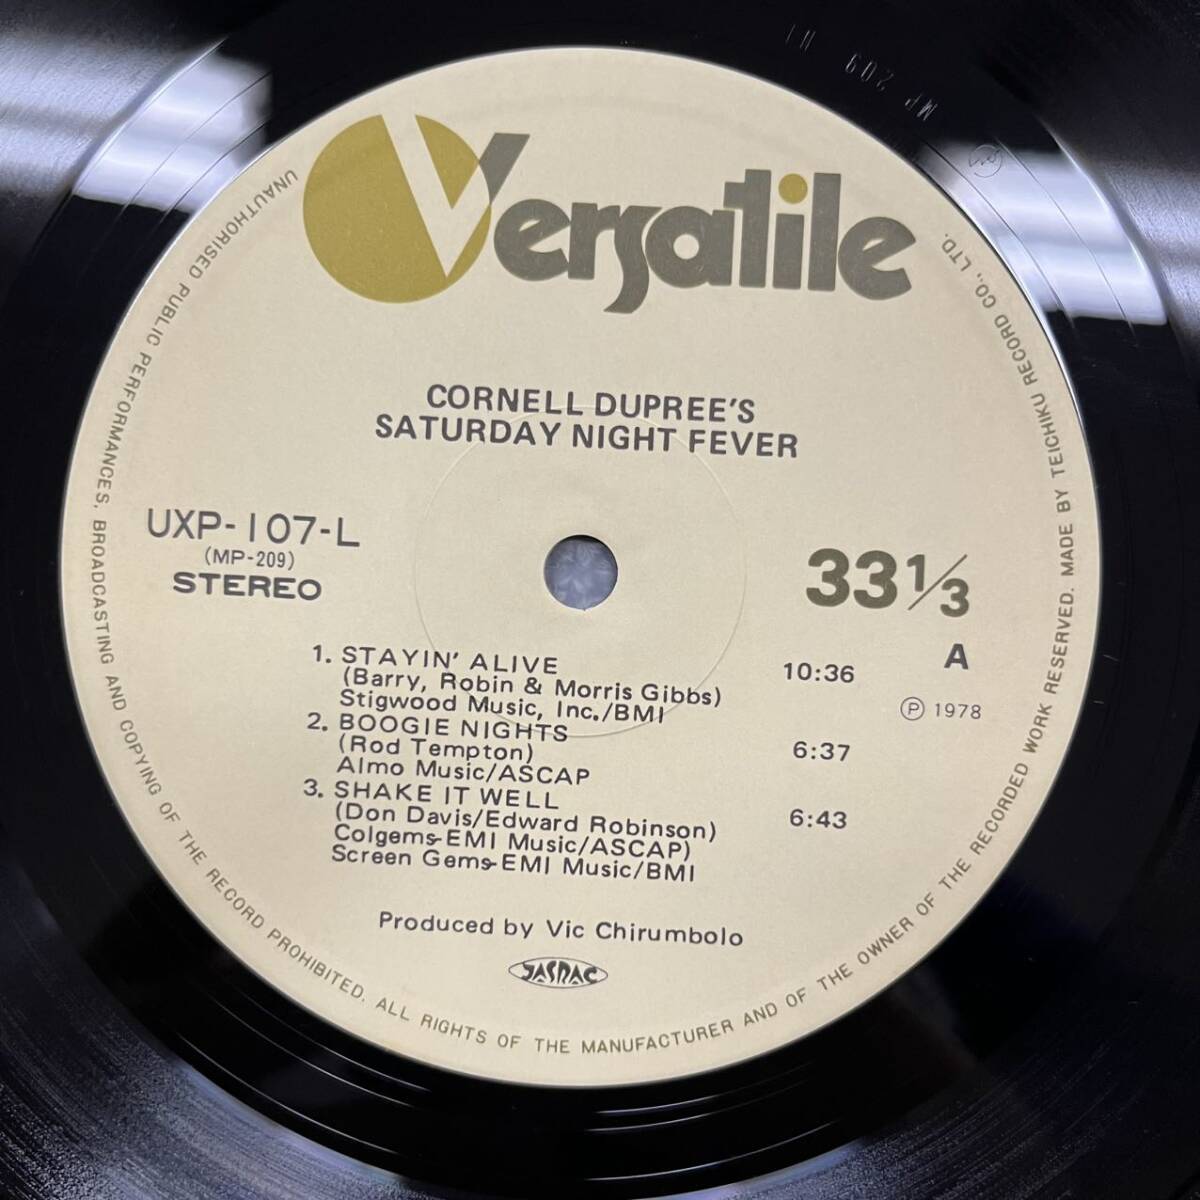 Versatile
CORNELL DUPREE'S
SATURDAY NIGHT FEVER
UXP-107-L
(MP-209)
STEREO
33 1/3
A
Ⓟ 1978
1. STAYIN' ALIVE 10:36
(Barry, Robin & Morris Gibbs)
Stigwood Music, Inc./BMI
2. BOOGIE NIGHTS 6:37
(Rod Tempton)
Almo Music/ASCAP
3. SHAKE IT WELL 6:43
(Don Davis/Edward Robinson)
Colgems-EMI Music/ASCAP)
Screen Gems-EMI Music/BMI
Produced by Vic Chirumbolo
JASRAC
UNAUTHORISED PUBLIC PERFORMANCES, BROADCASTING AND COPYING OF THE RECORD PROHIBITED. ALL RIGHTS OF THE MANUFACTURER AND OF THE OWNER OF THE RECORDED WORK RESERVED. MADE BY TEICHIKU RECORD CO., LTD.
MP 209